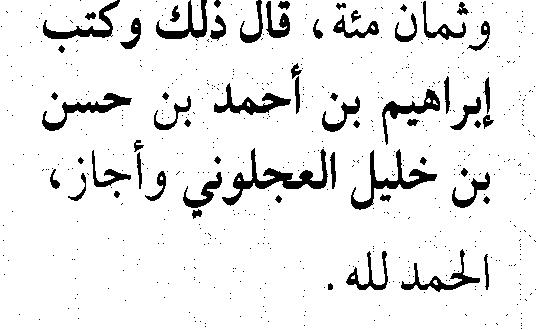 وثمان مئة، قال ذلك وكتب
إبراهيم بن أحمد بن حسن
بن خليل العجلوني وأجاز،
الحمد لله .